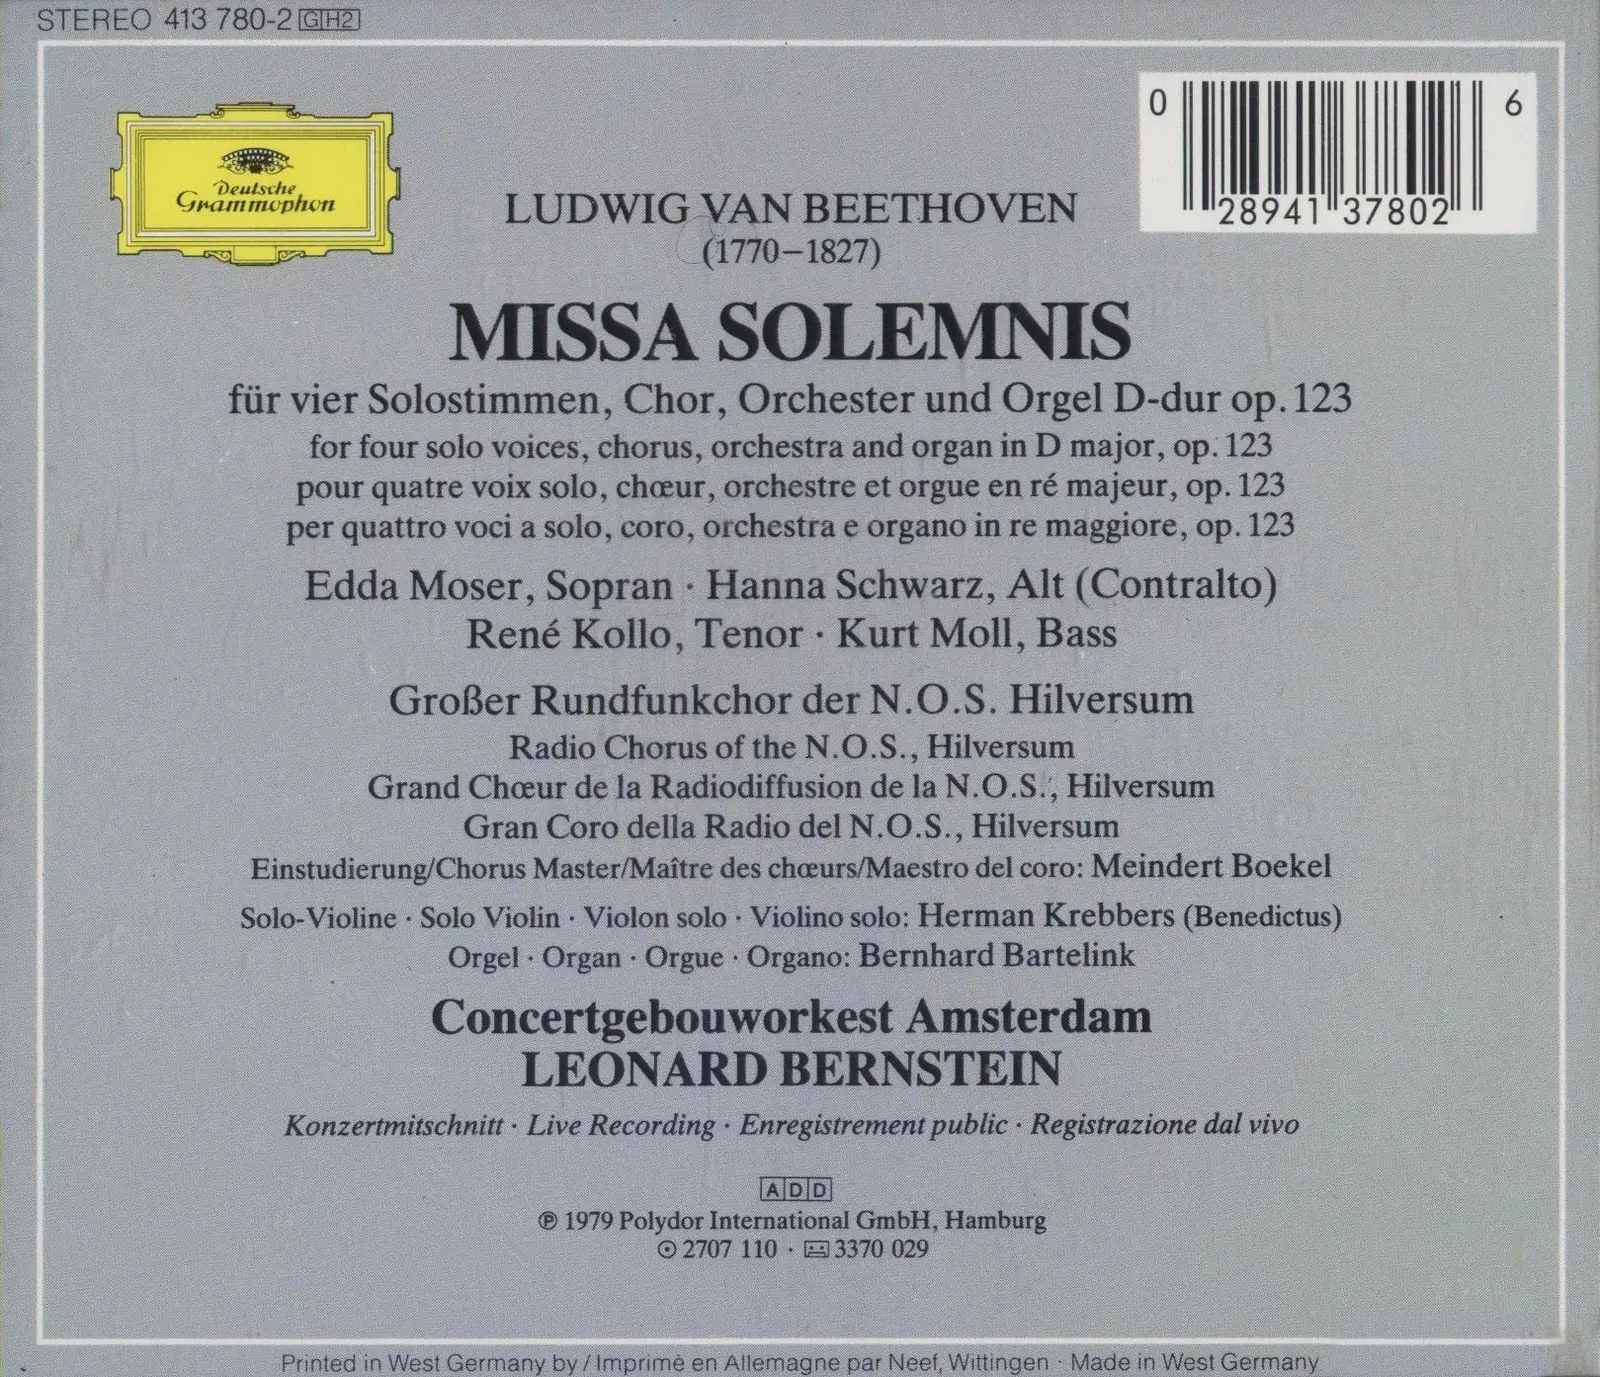 STEREO 413 780-2 GH2
0 28941 37802 6
Deutsche
Grammophon
LUDWIG VAN BEETHOVEN
(1770–1827)
MISSA SOLEMNIS
für vier Solostimmen, Chor, Orchester und Orgel D-dur op. 123
for four solo voices, chorus, orchestra and organ in D major, op. 123
pour quatre voix solo, chœur, orchestre et orgue en ré majeur, op. 123
per quattro voci a solo, coro, orchestra e organo in re maggiore, op. 123
Edda Moser, Sopran · Hanna Schwarz, Alt (Contralto)
René Kollo, Tenor · Kurt Moll, Bass
Großer Rundfunkchor der N.O.S. Hilversum
Radio Chorus of the N.O.S., Hilversum
Grand Chœur de la Radiodiffusion de la N.O.S., Hilversum
Gran Coro della Radio del N.O.S., Hilversum
Einstudierung/Chorus Master/Maître des chœurs/Maestro del coro: Meindert Boekel
Solo-Violine · Solo Violin · Violon solo · Violino solo: Herman Krebbers (Benedictus)
Orgel · Organ · Orgue · Organo: Bernhard Bartelink
Concertgebouworkest Amsterdam
LEONARD BERNSTEIN
Konzertmitschnitt · Live Recording · Enregistrement public · Registrazione dal vivo
ADD
℗ 1979 Polydor International GmbH, Hamburg
2707 110 · 3370 029
Printed in West Germany by / Imprimé en Allemagne par Neef, Wittingen · Made in West Germany